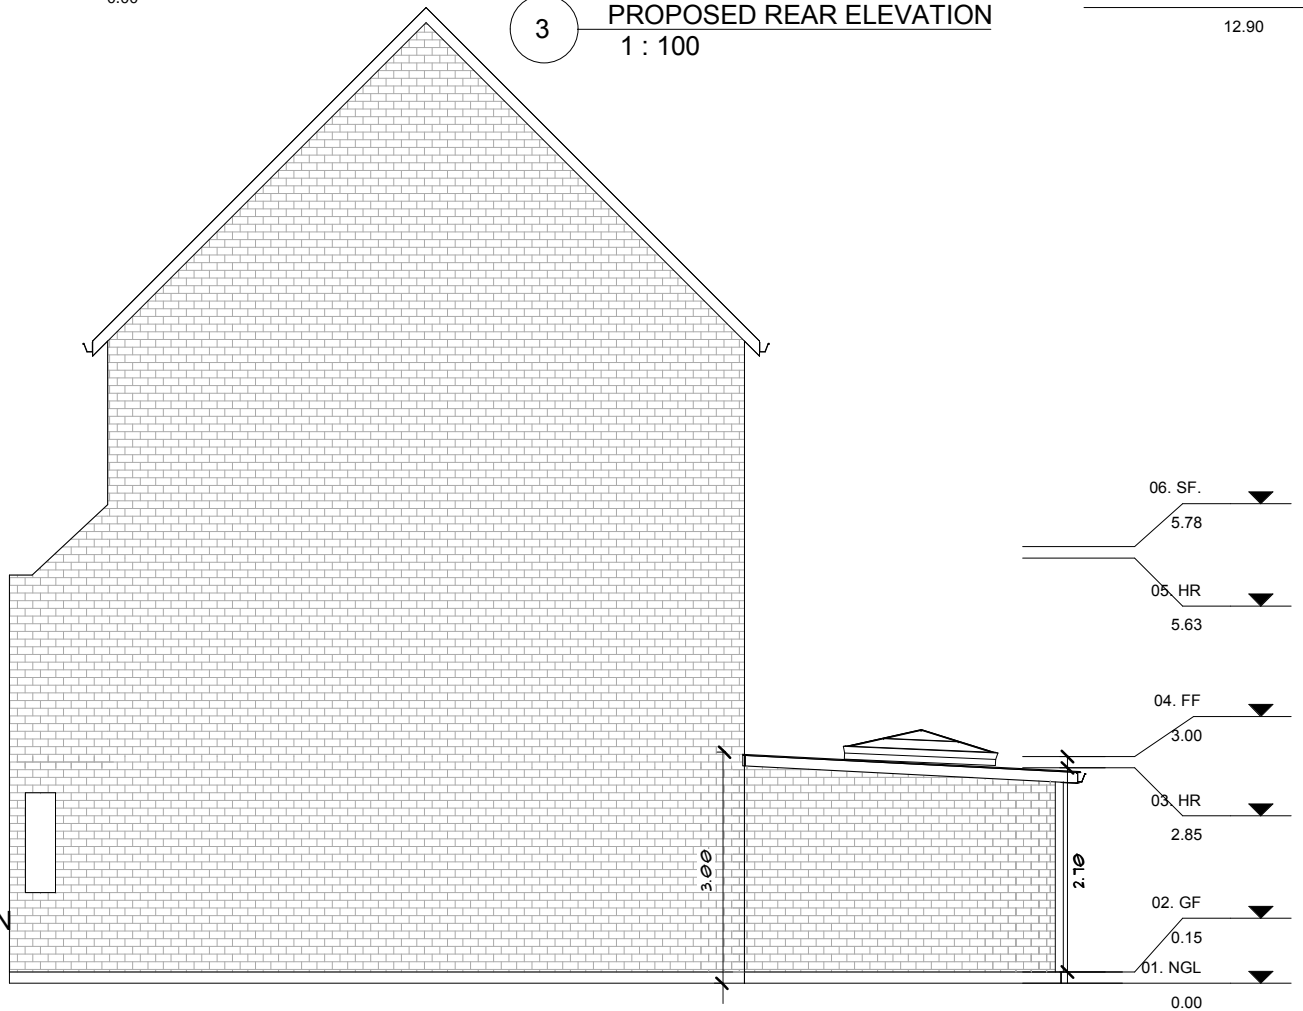 3
PROPOSED REAR ELEVATION
1 : 100
12.90
06. SF.
5.78
05. HR
5.63
04. FF
3.00
03. HR
2.85
3.00
2.70
02. GF
0.15
01. NGL
0.00